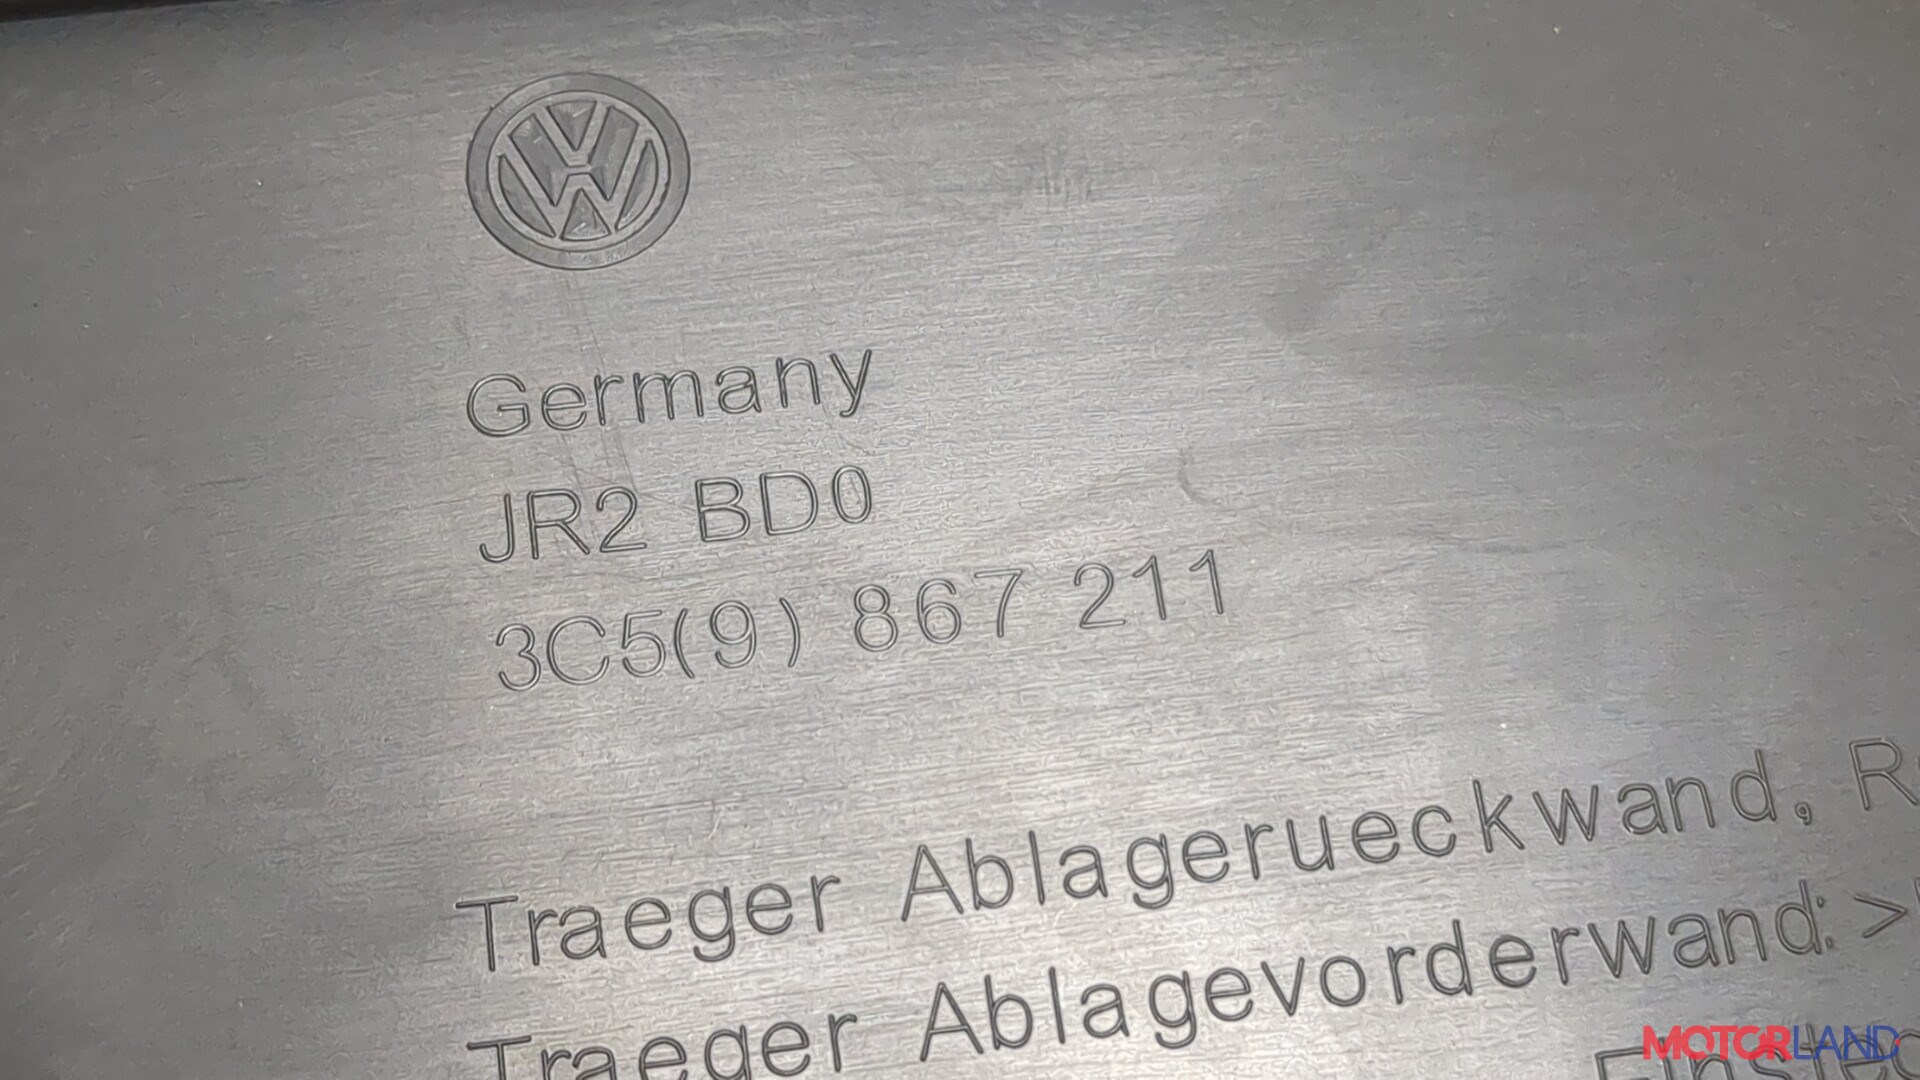 Germany
JR2 BD0
3C5(9) 867 211
Traeger Ablagerueckwand,
Traeger Ablagevorderwand: >
Traeger
MOTORLAND